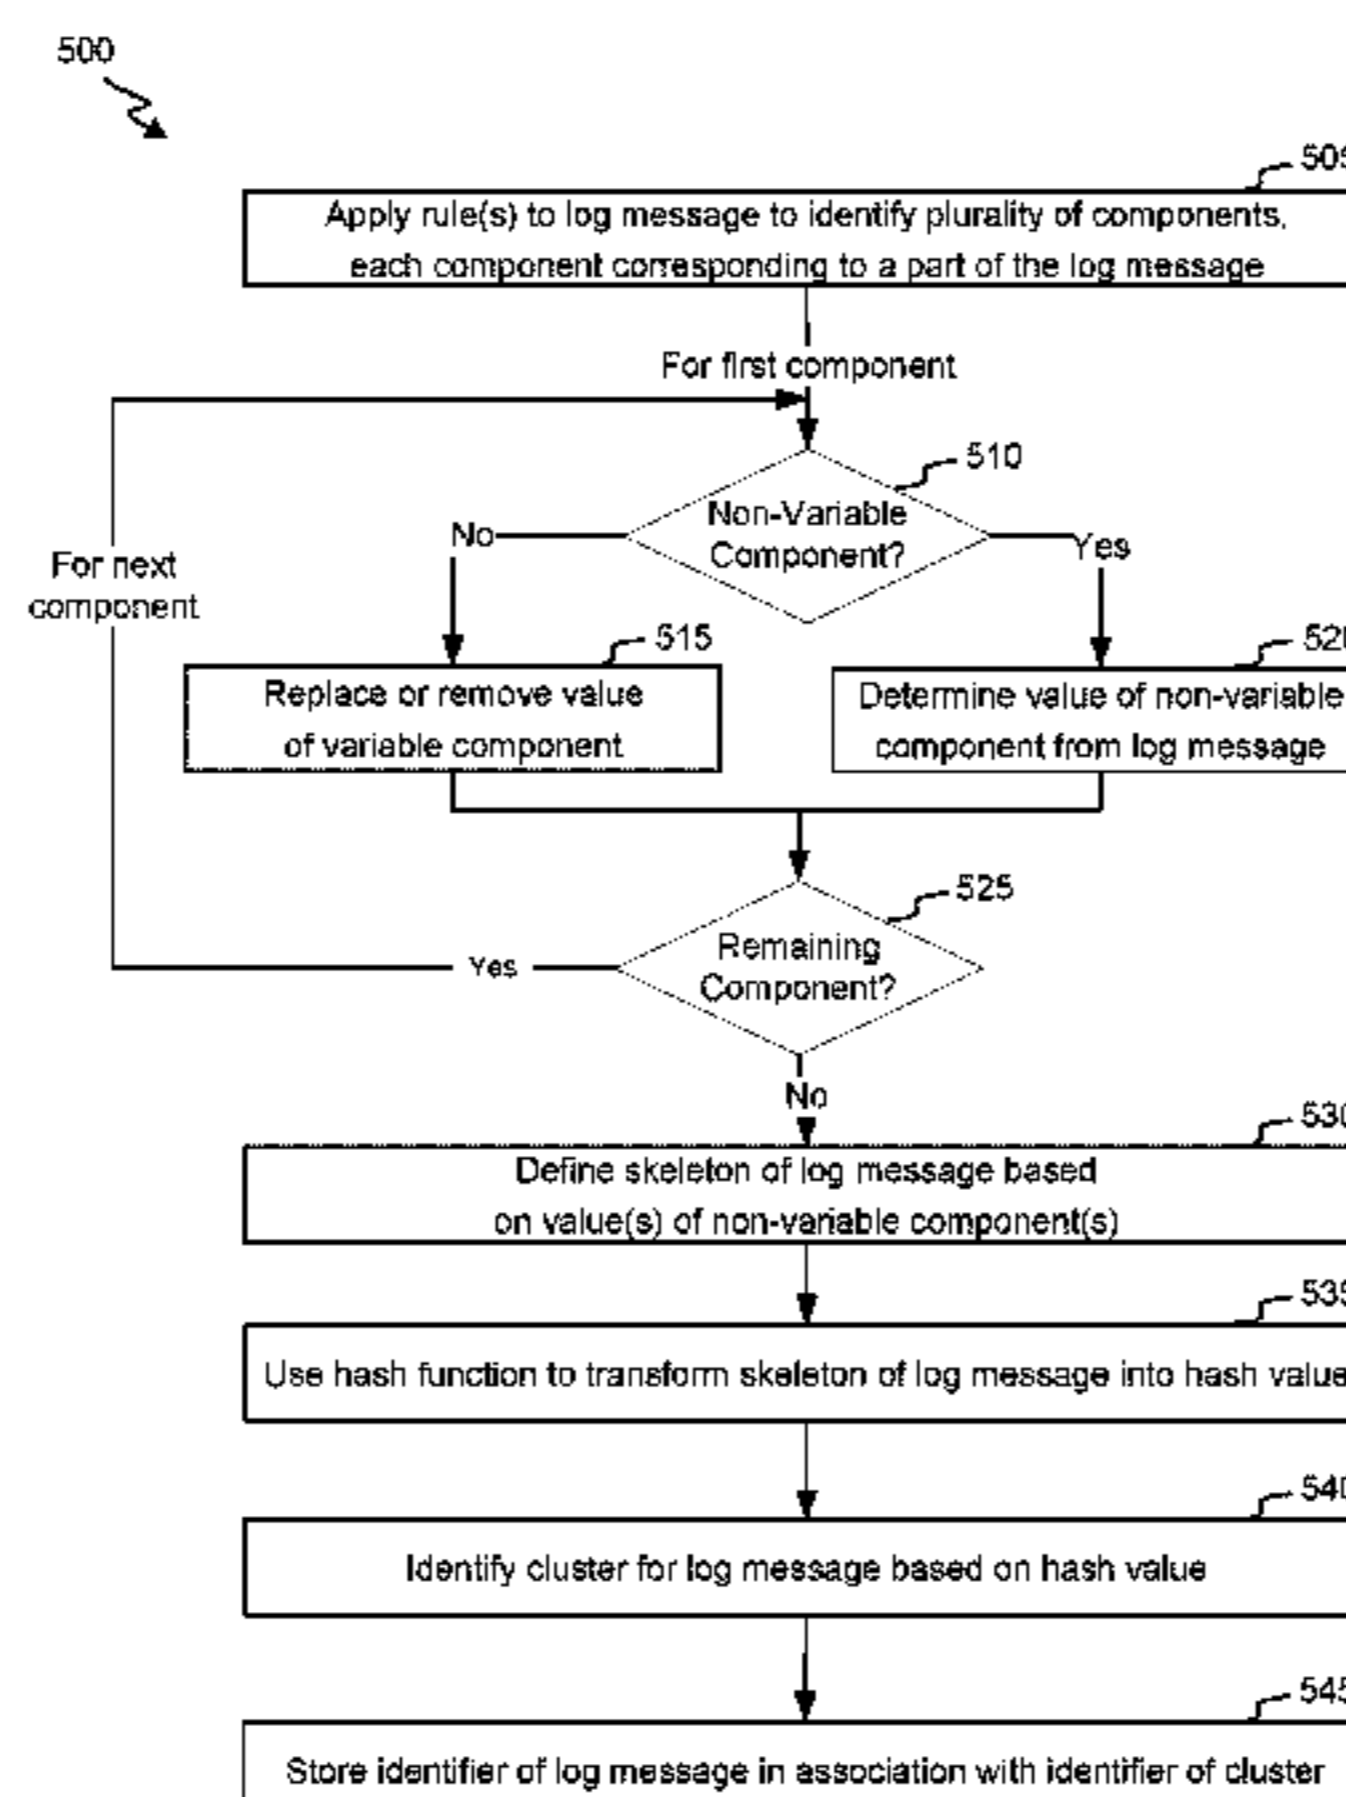 500
505
Apply rule(s) to log message to identify plurality of components,
each component corresponding to a part of the log message
For first component
510
Non-Variable
Component?
No
Yes
For next
component
515
Replace or remove value
of variable component
520
Determine value of non-variable
component from log message
525
Remaining
Component?
Yes
No
530
Define skeleton of log message based
on value(s) of non-variable component(s)
535
Use hash function to transform skeleton of log message into hash value
540
Identify cluster for log message based on hash value
545
Store identifier of log message in association with identifier of cluster